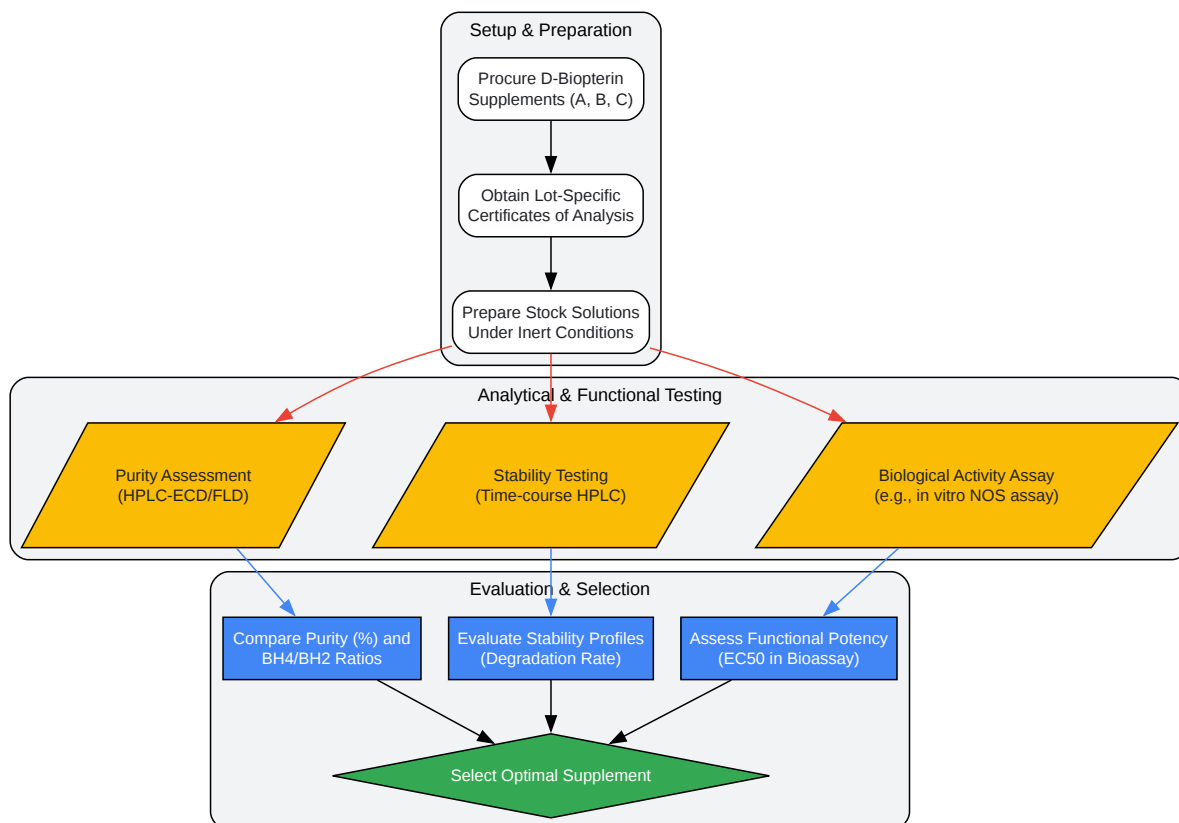 Setup & Preparation
Procure D-Biopterin
Supplements (A, B, C)
Obtain Lot-Specific
Certificates of Analysis
Prepare Stock Solutions
Under Inert Conditions
Analytical & Functional Testing
Purity Assessment
(HPLC-ECD/FLD)
Stability Testing
(Time-course HPLC)
Biological Activity Assay
(e.g., in vitro NOS assay)
Evaluation & Selection
Compare Purity (%) and
BH4/BH2 Ratios
Evaluate Stability Profiles
(Degradation Rate)
Assess Functional Potency
(EC50 in Bioassay)
Select Optimal Supplement